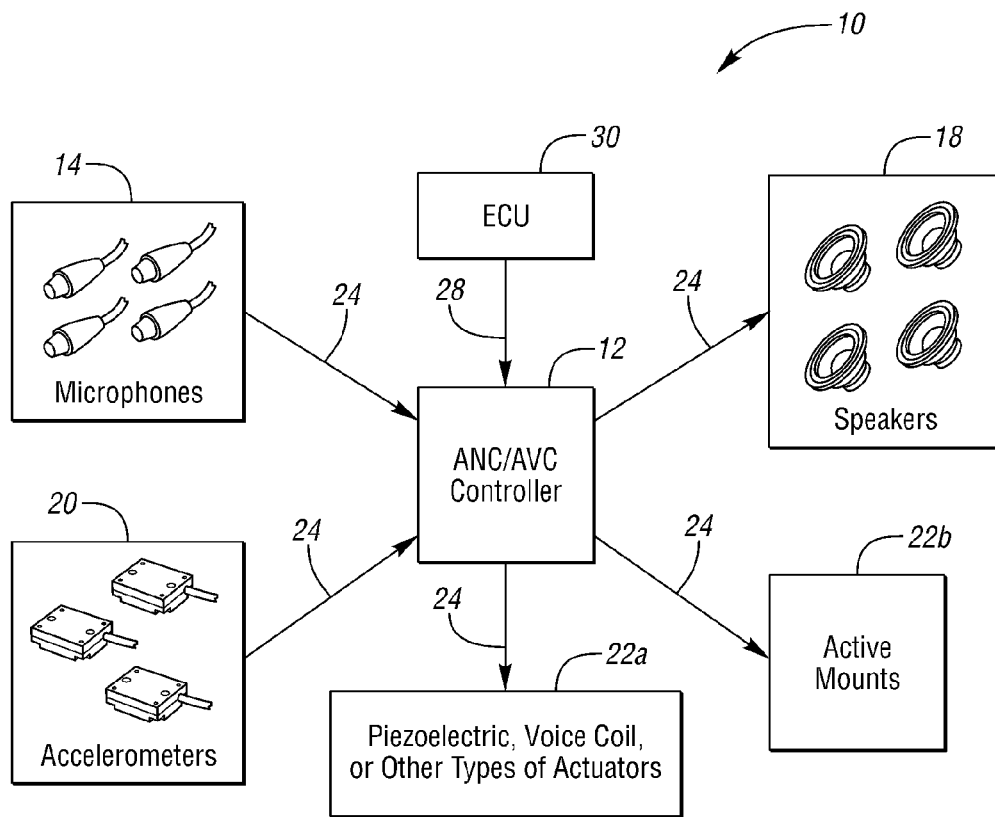 10
14
30
18
ECU
24
28
24
12
Microphones
Speakers
ANC/AVC
Controller
20
24
24
22b
24
22a
Active
Mounts
Accelerometers
Piezoelectric, Voice Coil,
or Other Types of Actuators